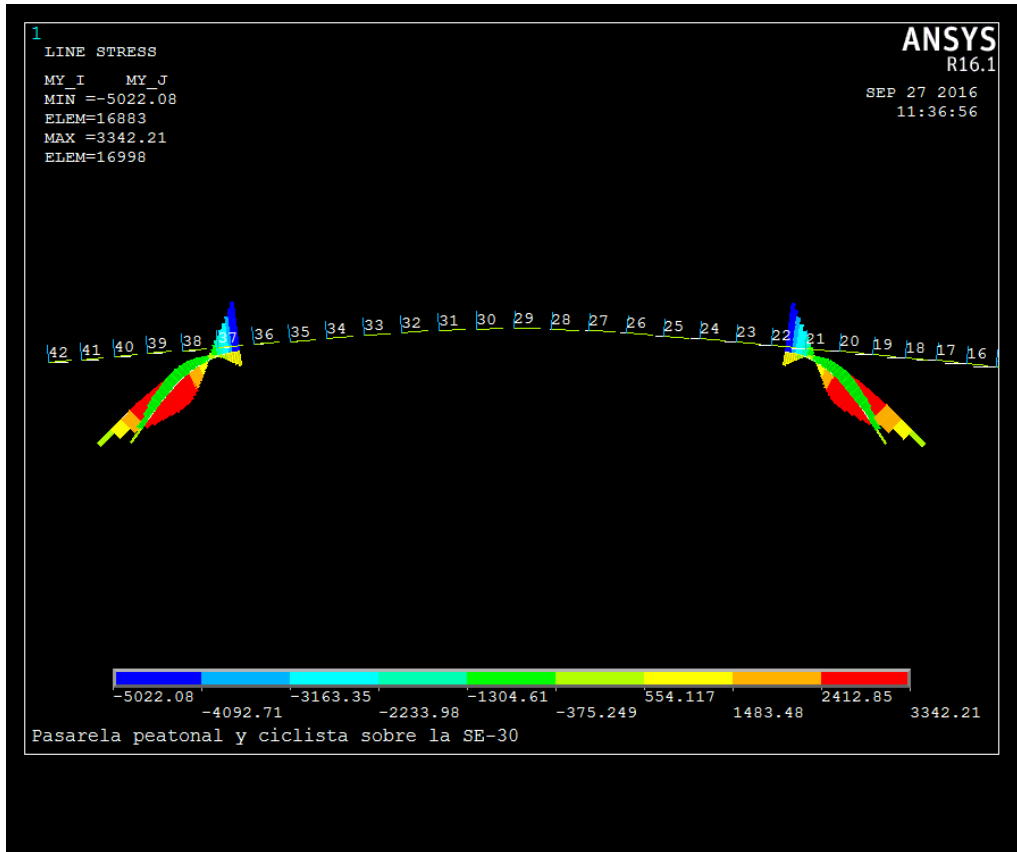 1
LINE STRESS
MY_I MY_J
MIN =-5022.08
ELEM=16883
MAX =3342.21
ELEM=16998
ANSYS
R16.1
SEP 27 2016
11:36:56
42 41 40 39 38 37 36 35 34 33 32 31 30 29 28 27 26 25 24 23 22 21 20 19 18 17 16
-5022.08 -3163.35 -1304.61 554.117 2412.85
-4092.71 -2233.98 -375.249 1483.48 3342.21
Pasarela peatonal y ciclista sobre la SE-30